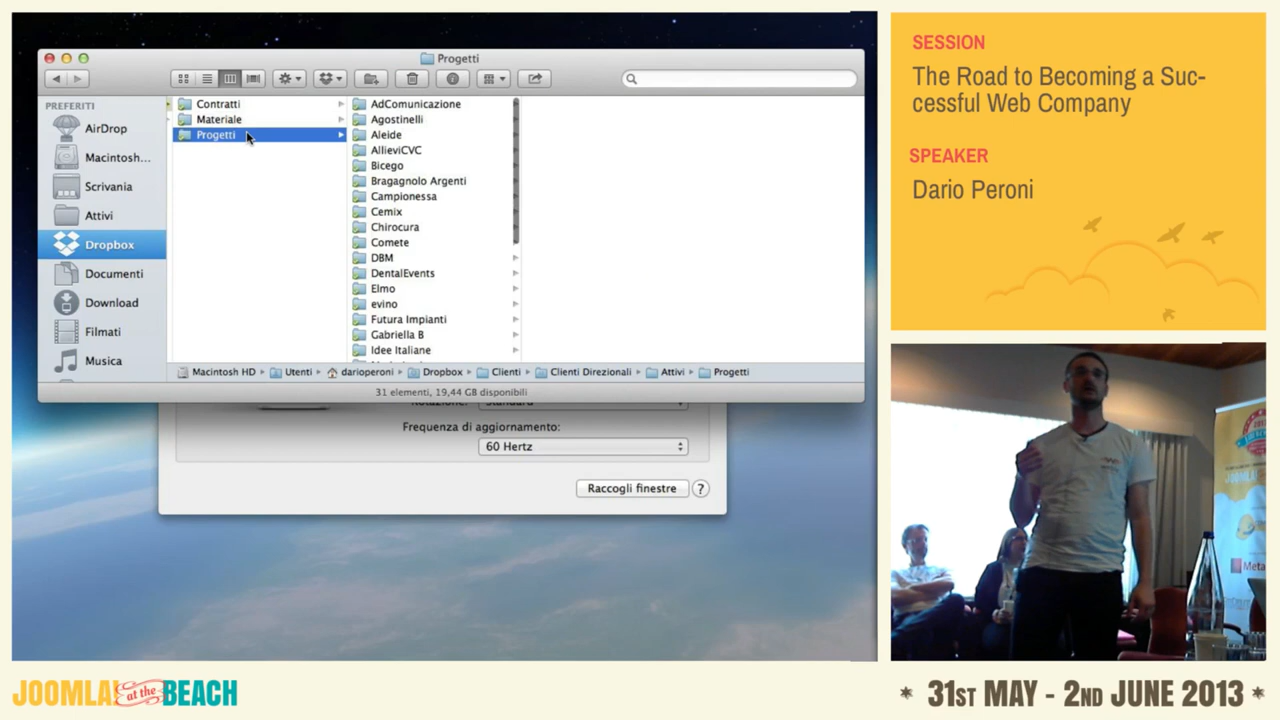 Progetti
PREFERITI
AirDrop
Macintosh...
Scrivania
Attivi
Dropbox
Documenti
Download
Filmati
Musica
Contratti
Materiale
Progetti
AdComunicazione
Agostinelli
Aleide
AllieviCVC
Bicego
Bragagnolo Argenti
Campionessa
Cemix
Chirocura
Comete
DBM
DentalEvents
Elmo
evino
Futura Impianti
Gabriella B
Idee Italiane
Macintosh HD Utenti darioperoni Dropbox Clienti Clienti Direzionali Attivi Progetti
31 elementi, 19,44 GB disponibili
Frequenza di aggiornamento:
60 Hertz
Raccogli finestre ?
SESSION
The Road to Becoming a Suc-
cessful Web Company
SPEAKER
Dario Peroni
JOOMLA! at the BEACH
* 31ST MAY - 2ND JUNE 2013 *